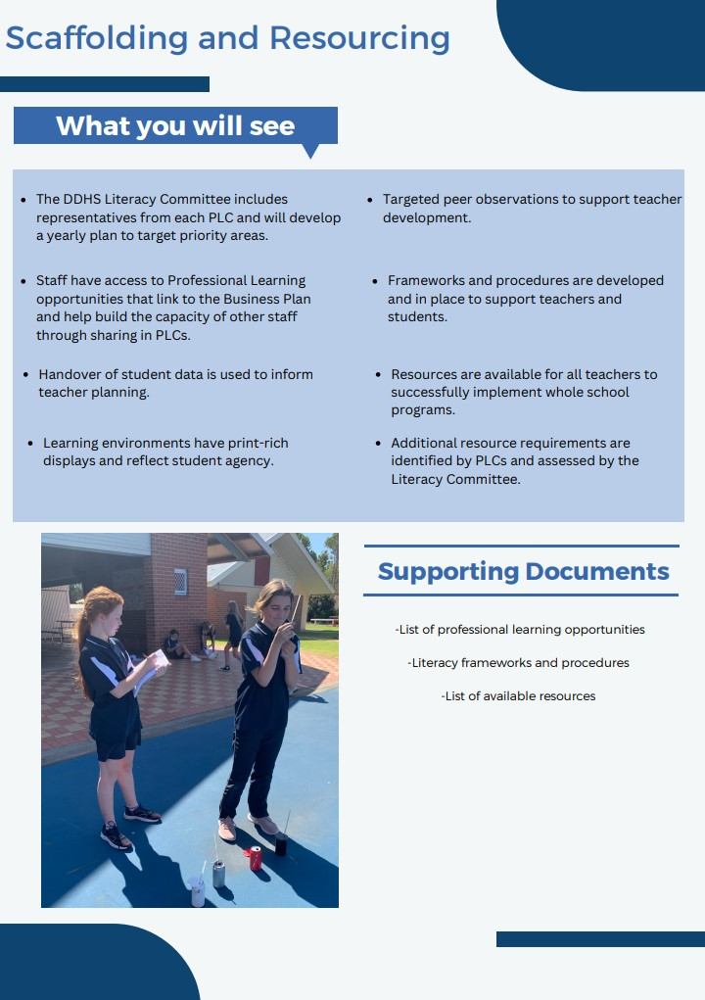 Scaffolding and Resourcing
What you will see
• The DDHS Literacy Committee includes
representatives from each PLC and will develop
a yearly plan to target priority areas.
• Staff have access to Professional Learning
opportunities that link to the Business Plan
and help build the capacity of other staff
through sharing in PLCs.
• Handover of student data is used to inform
teacher planning.
• Learning environments have print-rich
displays and reflect student agency.
• Targeted peer observations to support teacher
development.
• Frameworks and procedures are developed
and in place to support teachers and
students.
• Resources are available for all teachers to
successfully implement whole school
programs.
• Additional resource requirements are
identified by PLCs and assessed by the
Literacy Committee.
Supporting Documents
-List of professional learning opportunities
-Literacy frameworks and procedures
-List of available resources